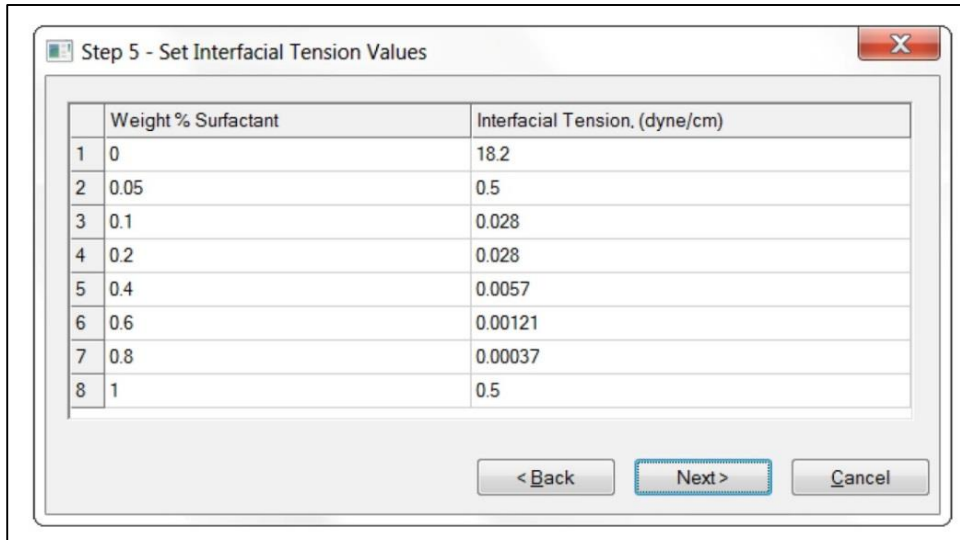 Step 5 - Set Interfacial Tension Values
X
Weight % Surfactant Interfacial Tension, (dyne/cm)
1 0 18.2
2 0.05 0.5
3 0.1 0.028
4 0.2 0.028
5 0.4 0.0057
6 0.6 0.00121
7 0.8 0.00037
8 1 0.5
< Back Next > Cancel